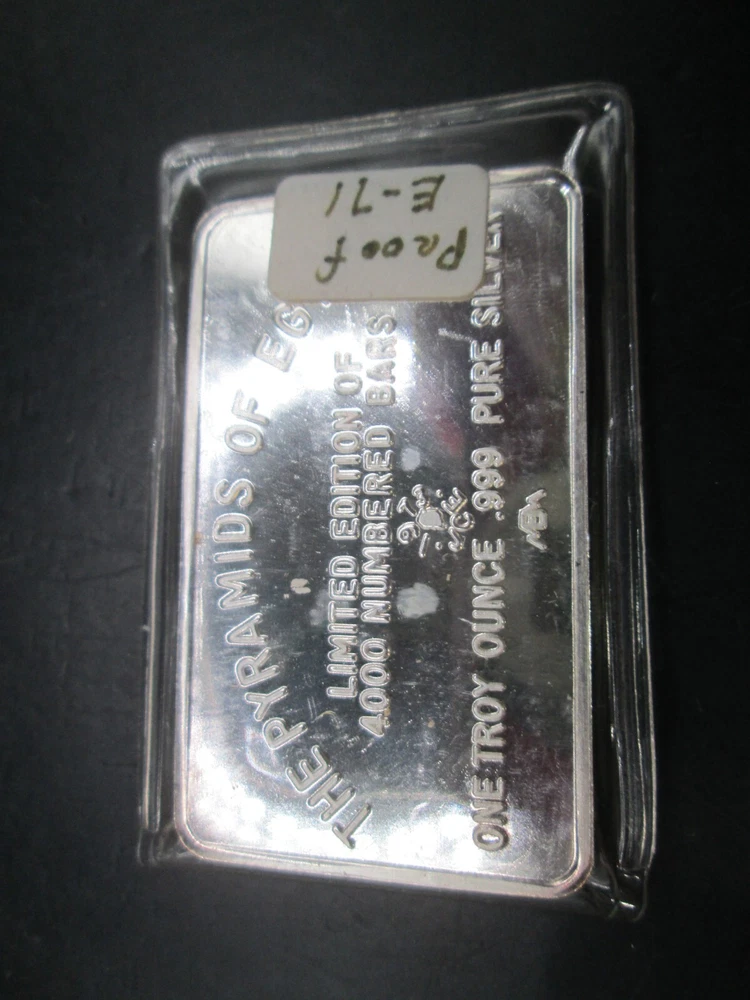 THE PYRAMIDS OF EG
LIMITED EDITION OF
4000 NUMBERED BARS
ONE TROY OUNCE .999 PURE SILVER
Proof
E-71